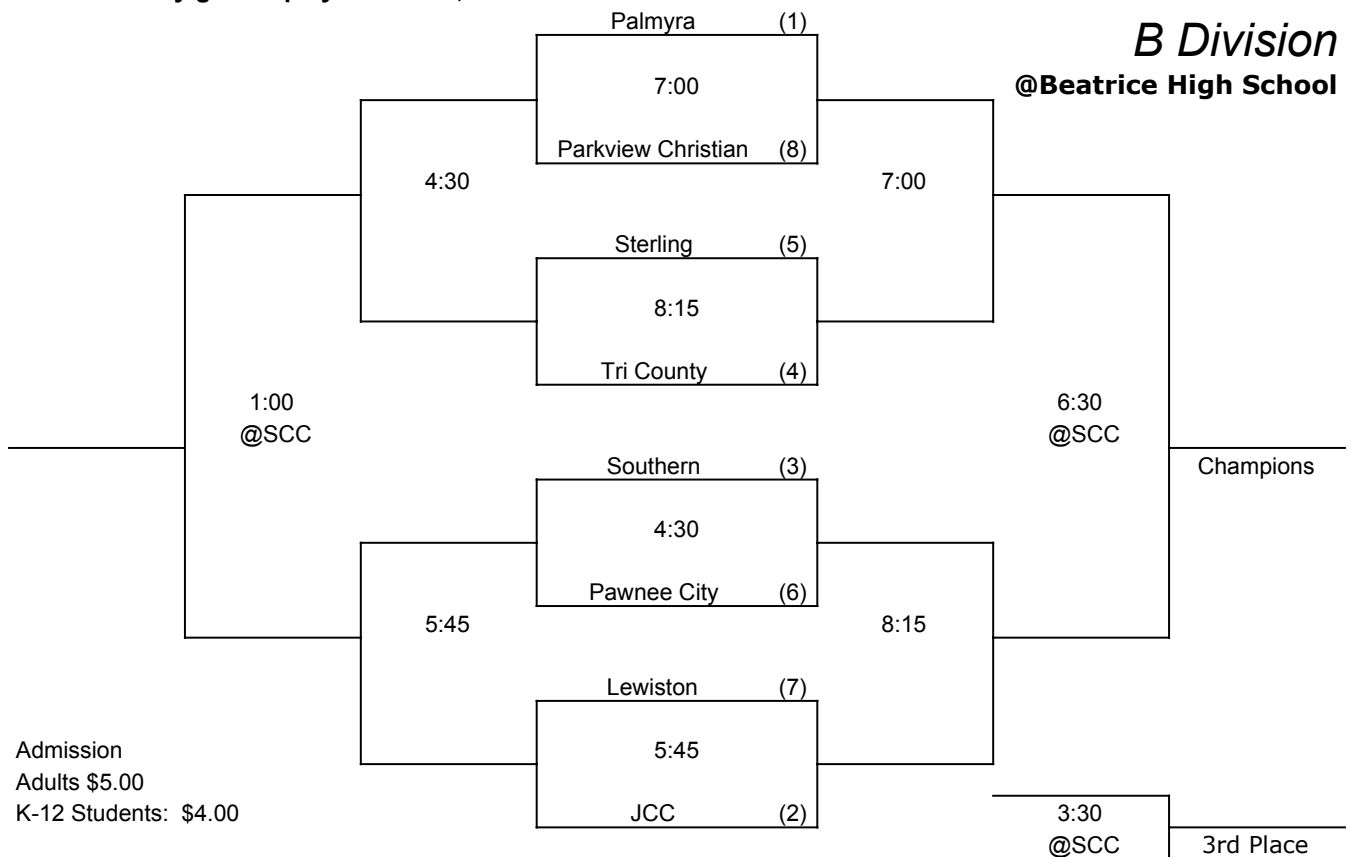 Palmyra (1)
B Division
@Beatrice High School
7:00
Parkview Christian (8)
4:30
7:00
Sterling (5)
8:15
Tri County (4)
1:00
@SCC
6:30
@SCC
Southern (3)
Champions
4:30
Pawnee City (6)
5:45
8:15
Lewiston (7)
5:45
Admission
Adults $5.00
K-12 Students: $4.00
JCC (2)
3:30
@SCC
3rd Place